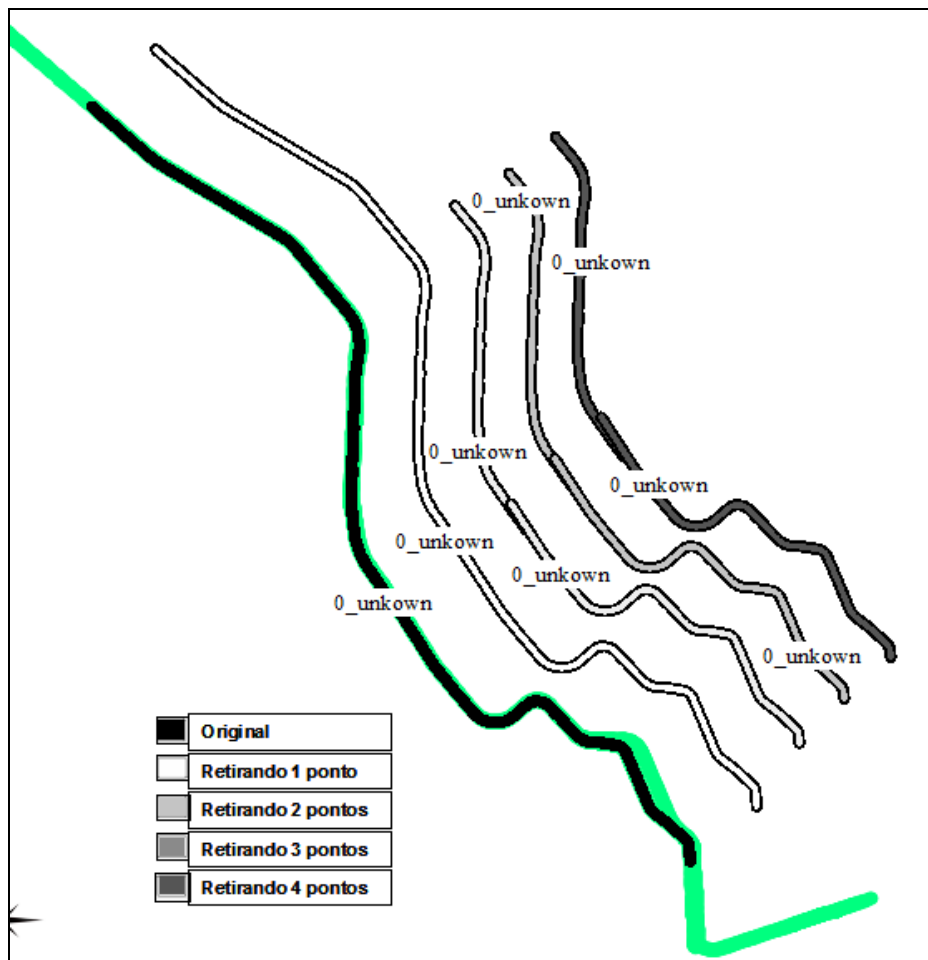 0_unkown
0_unkown
0_unkown
0_unkown
0_unkown
0_unkown
0_unkown
0_unkown
Original
Retirando 1 ponto
Retirando 2 pontos
Retirando 3 pontos
Retirando 4 pontos